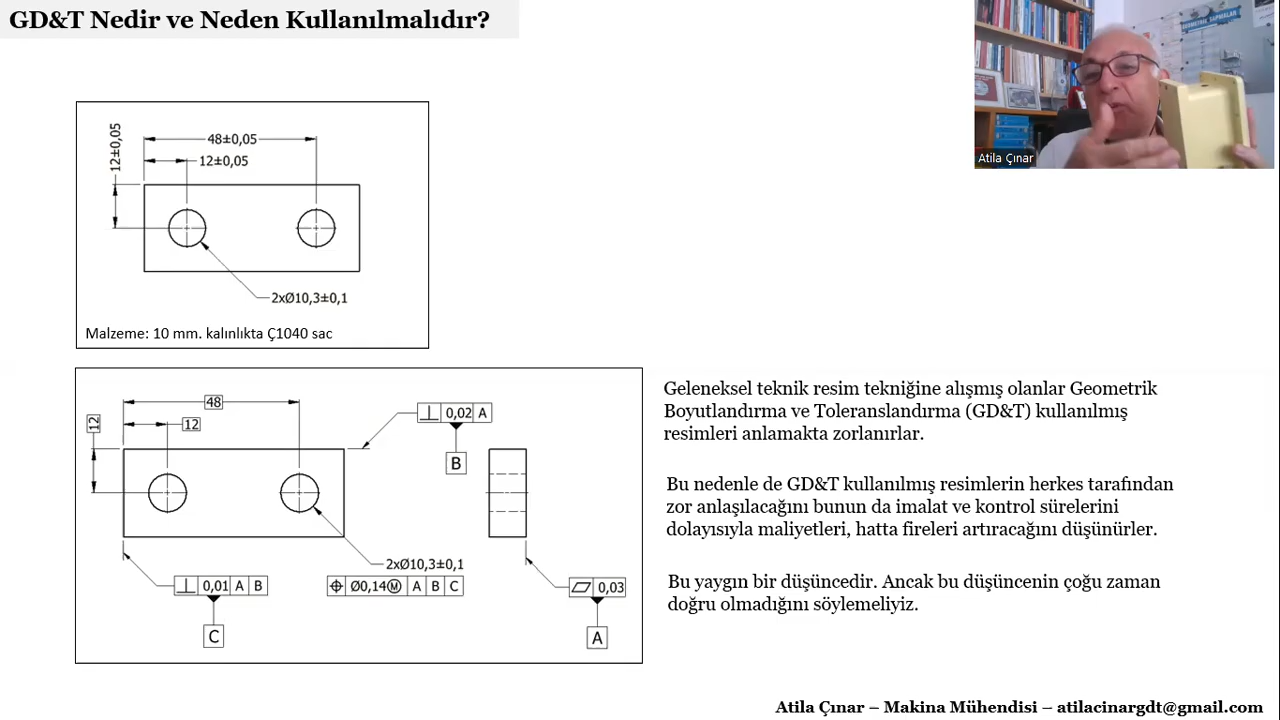 GD&T Nedir ve Neden Kullanılmalıdır?
Atila Çınar
12±0,05
48±0,05
12±0,05
2xØ10,3±0,1
Malzeme: 10 mm. kalınlıkta Ç1040 sac
48
12
12
⊥ 0,02 A
B
2xØ10,3±0,1
⊥ 0,01 A B
C
⌖ Ø0,14Ⓜ A B C
⏥ 0,03
A
Geleneksel teknik resim tekniğine alışmış olanlar Geometrik
Boyutlandırma ve Toleranslandırma (GD&T) kullanılmış
resimleri anlamakta zorlanırlar.
Bu nedenle de GD&T kullanılmış resimlerin herkes tarafından
zor anlaşılacağını bunun da imalat ve kontrol sürelerini
dolayısıyla maliyetleri, hatta fireleri artıracağını düşünürler.
Bu yaygın bir düşüncedir. Ancak bu düşüncenin çoğu zaman
doğru olmadığını söylemeliyiz.
Atila Çınar – Makina Mühendisi – atilacinargdt@gmail.com